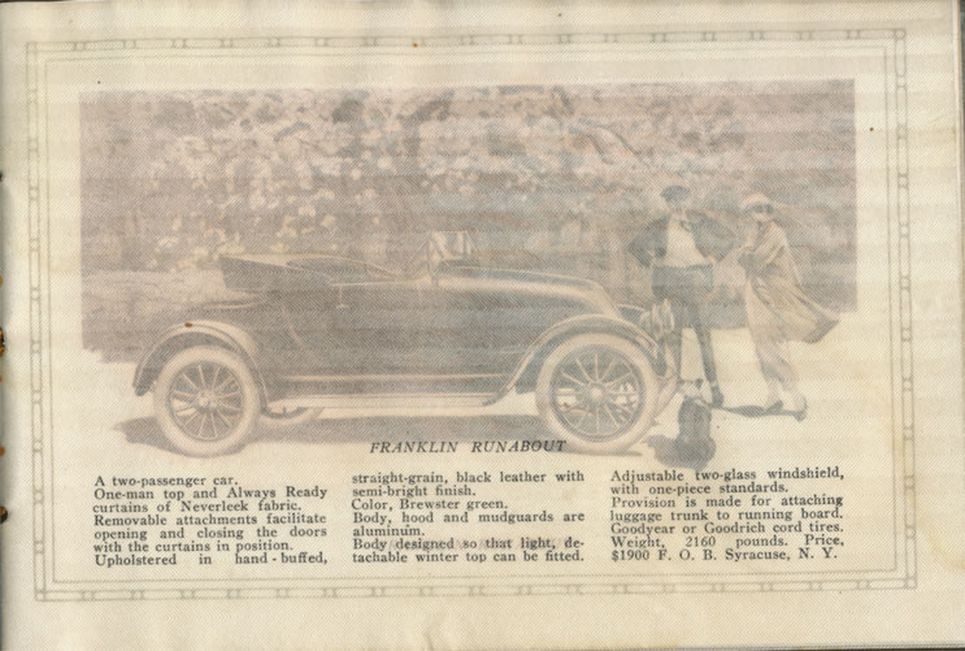 FRANKLIN RUNABOUT
A two-passenger car.
One-man top and Always Ready
curtains of Neverleek fabric.
Removable attachments facilitate
opening and closing the doors
with the curtains in position.
Upholstered in hand-buffed,
straight-grain, black leather with
semi-bright finish.
Color, Brewster green.
Body, hood and mudguards are
aluminum.
Body designed so that light, de-
tachable winter top can be fitted.
Adjustable two-glass windshield,
with one-piece standards.
Provision is made for attaching
luggage trunk to running board.
Goodyear or Goodrich cord tires.
Weight, 2160 pounds. Price,
$1900 F. O. B. Syracuse, N. Y.